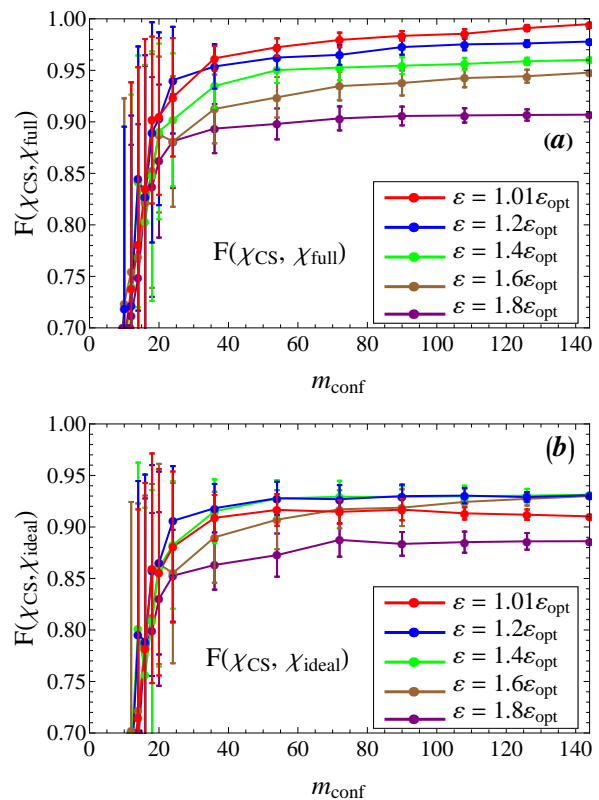 1.00
0.95
0.90
0.85
0.80
0.75
0.70
F(χCS,χfull)
(a)
F(χCS, χfull)
ε = 1.01εopt
ε = 1.2εopt
ε = 1.4εopt
ε = 1.6εopt
ε = 1.8εopt
0 20 40 60 80 100 120 140
mconf
1.00
0.95
0.90
0.85
0.80
0.75
0.70
F(χCS,χideal)
(b)
F(χCS, χideal)
ε = 1.01εopt
ε = 1.2εopt
ε = 1.4εopt
ε = 1.6εopt
ε = 1.8εopt
0 20 40 60 80 100 120 140
mconf